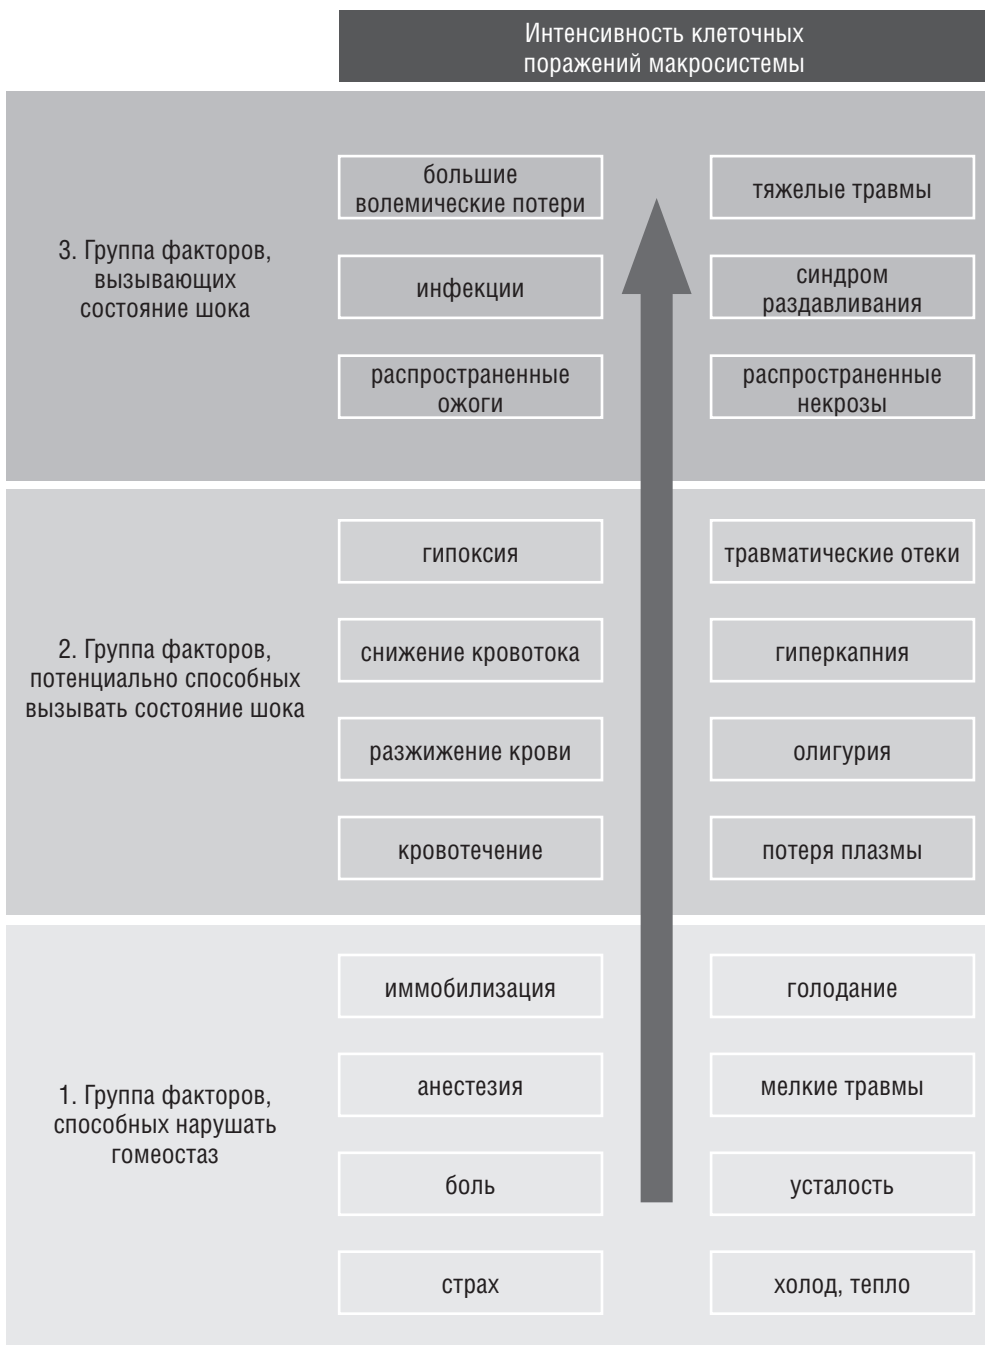 Интенсивность клеточных
поражений макросистемы
3. Группа факторов,
вызывающих
состояние шока
большие
волемические потери
тяжелые травмы
инфекции
синдром
раздавливания
распространенные
ожоги
распространенные
некрозы
2. Группа факторов,
потенциально способных
вызывать состояние шока
гипоксия
травматические отеки
снижение кровотока
гиперкапния
разжижение крови
олигурия
кровотечение
потеря плазмы
1. Группа факторов,
способных нарушать
гомеостаз
иммобилизация
голодание
анестезия
мелкие травмы
боль
усталость
страх
холод, тепло